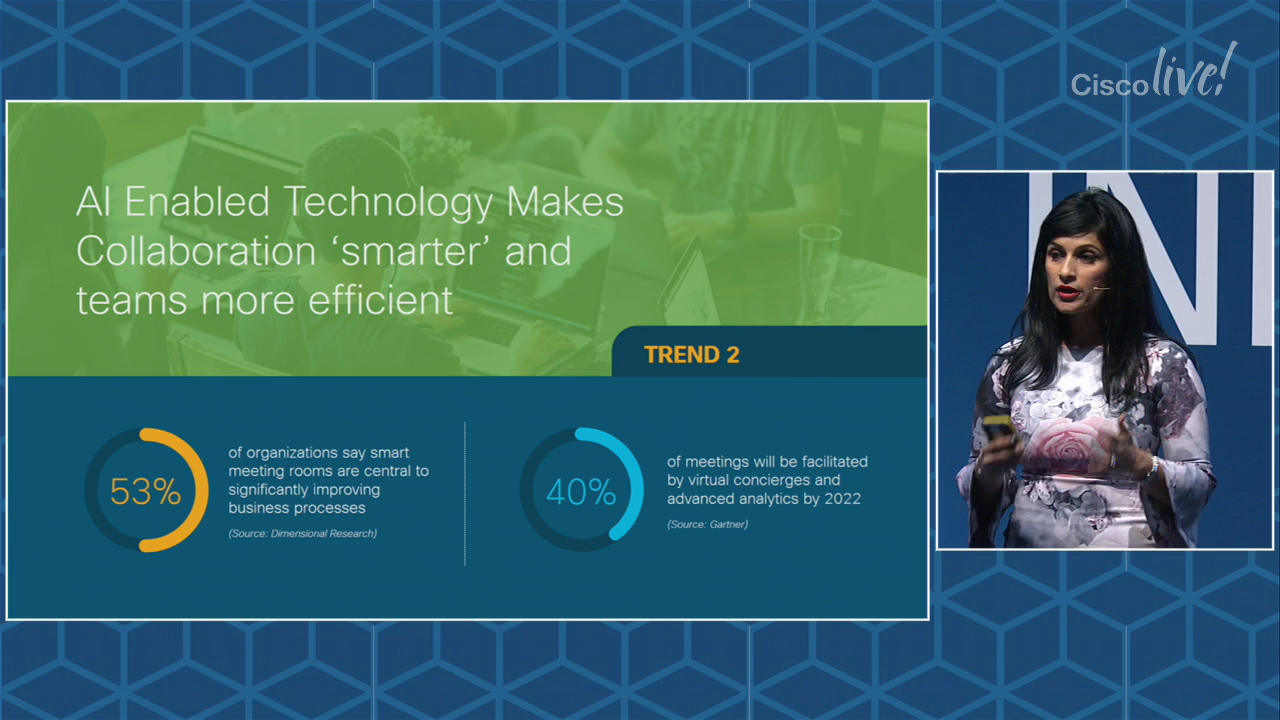 Cisco live!
AI Enabled Technology Makes
Collaboration ‘smarter’ and
teams more efficient
TREND 2
53%
of organizations say smart
meeting rooms are central to
significantly improving
business processes
(Source: Dimensional Research)
40%
of meetings will be facilitated
by virtual concierges and
advanced analytics by 2022
(Source: Gartner)